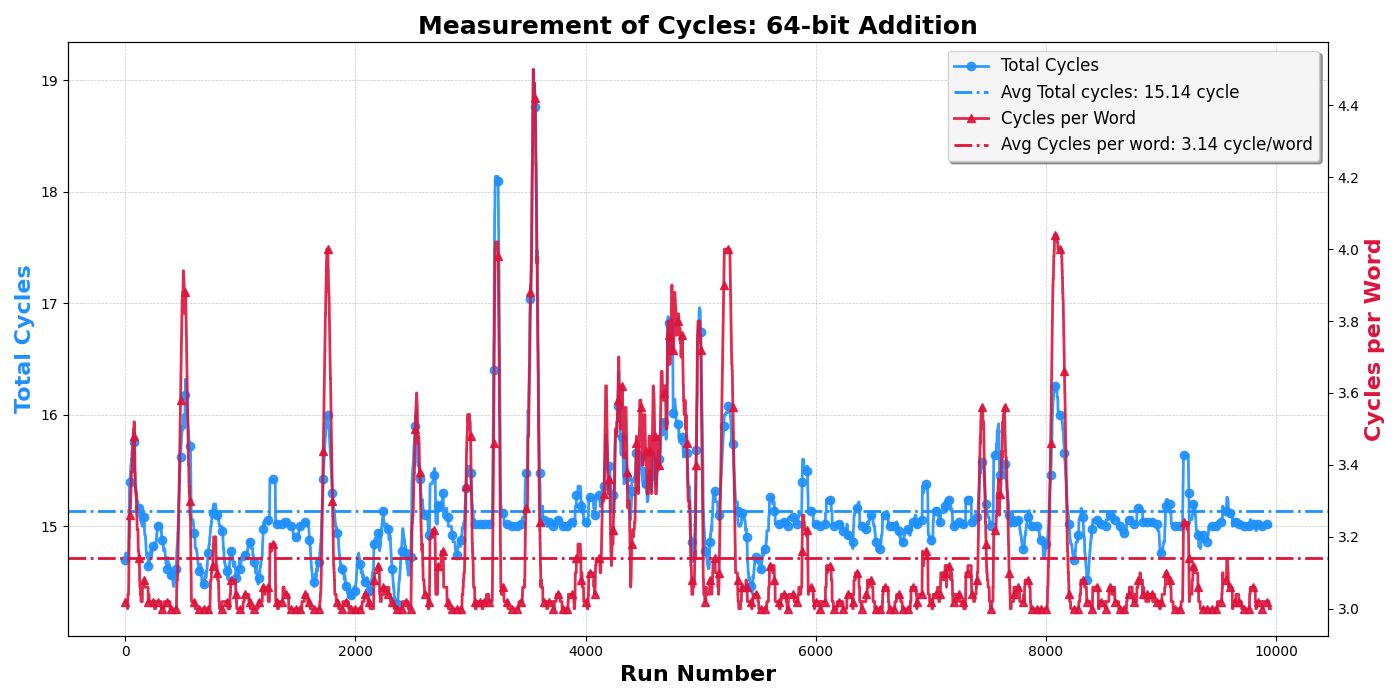 Measurement of Cycles: 64-bit Addition
Total Cycles
Avg Total cycles: 15.14 cycle
Cycles per Word
Avg Cycles per word: 3.14 cycle/word
Total Cycles
19
18
17
16
15
4.4
4.2
4.0
3.8
3.6
3.4
3.2
3.0
Cycles per Word
0
2000
4000
6000
8000
10000
Run Number